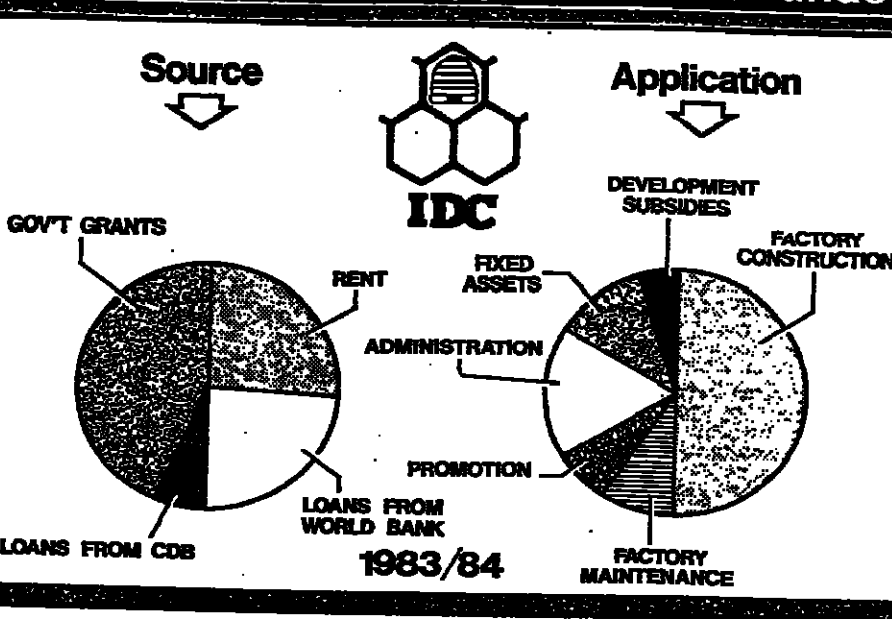 Source
Application
IDC
DEVELOPMENT
SUBSIDIES
GOV'T GRANTS
FACTORY
CONSTRUCTION
RENT
FIXED
ASSETS
ADMINISTRATION
PROMOTION
LOANS FROM
WORLD BANK
LOANS FROM CDB
1983/84
FACTORY
MAINTENANCE